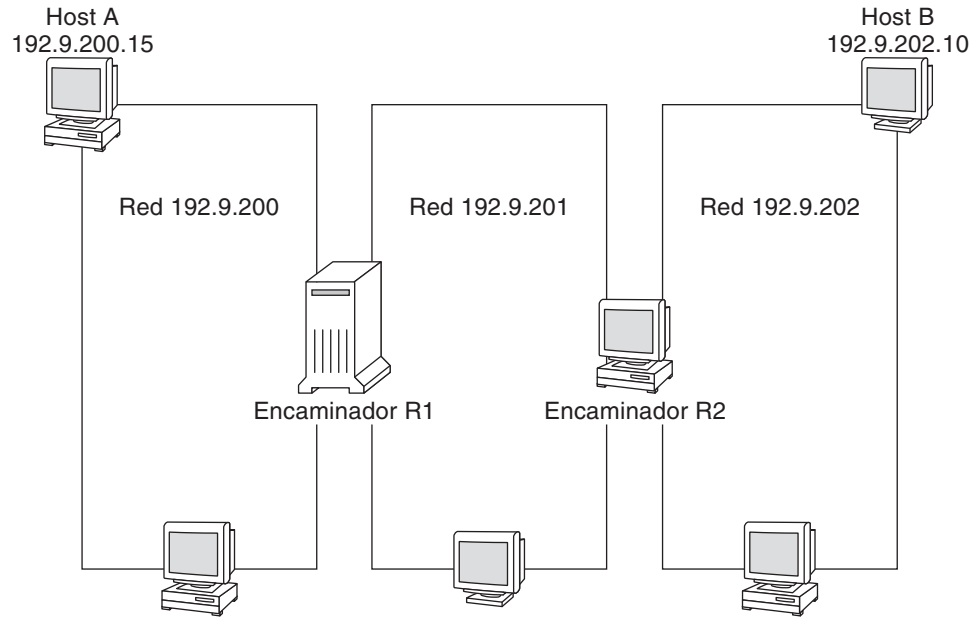 Host A
192.9.200.15
Host B
192.9.202.10
Red 192.9.200
Red 192.9.201
Red 192.9.202
Encaminador R1
Encaminador R2